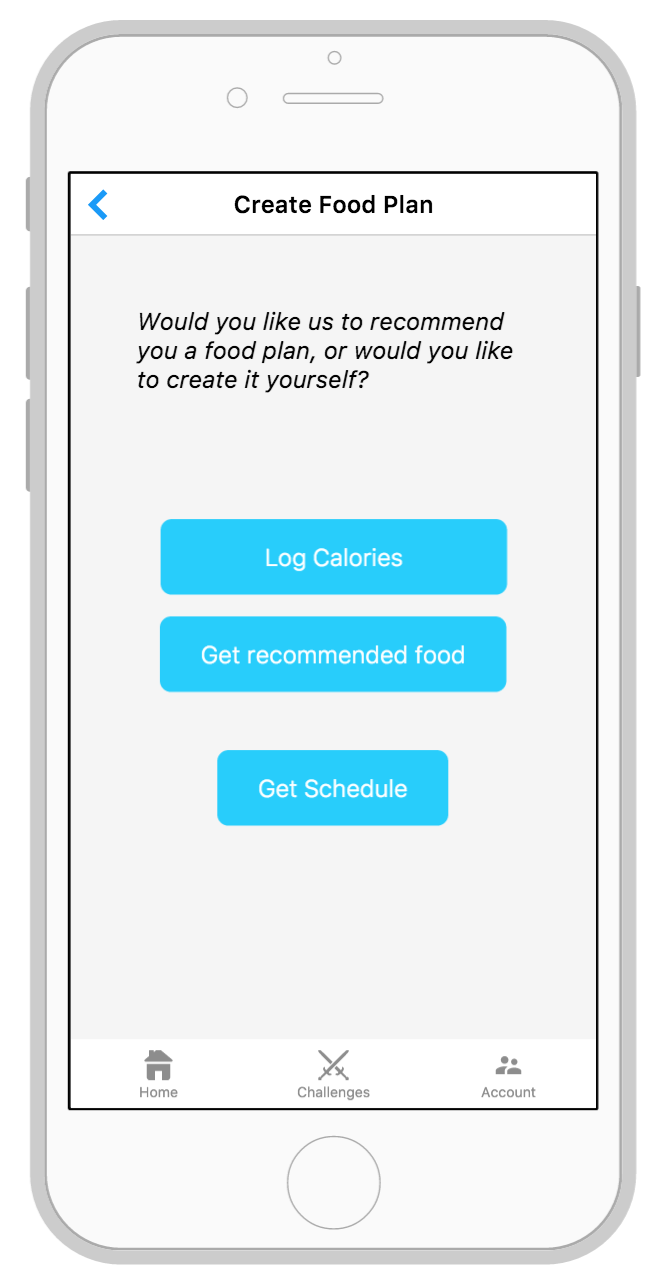 Create Food Plan
Would you like us to recommend
you a food plan, or would you like
to create it yourself?
Log Calories
Get recommended food
Get Schedule
Home
Challenges
Account